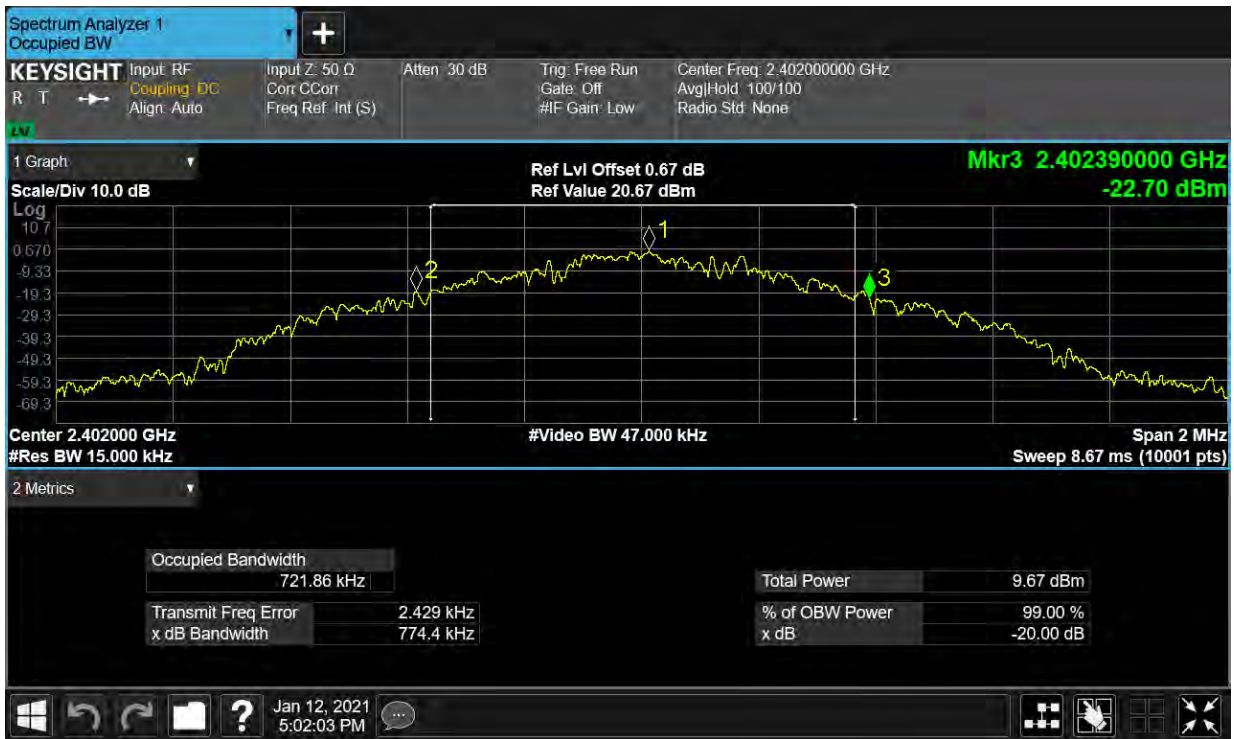 Spectrum Analyzer 1
Occupied BW
KEYSIGHT
R T
LXI
Input: RF
Coupling: DC
Align: Auto
Input Z: 50 Ω
Corr CCorr
Freq Ref: Int (S)
Atten: 30 dB
Trig: Free Run
Gate: Off
#IF Gain: Low
Center Freq: 2.402000000 GHz
Avg|Hold: 100/100
Radio Std: None
1 Graph
Scale/Div 10.0 dB
Ref Lvl Offset 0.67 dB
Ref Value 20.67 dBm
Mkr3 2.402390000 GHz
-22.70 dBm
Log
10.7
0.670
-9.33
-19.3
-29.3
-39.3
-49.3
-59.3
-69.3
1
2
3
Center 2.402000 GHz
#Video BW 47.000 kHz
Span 2 MHz
#Res BW 15.000 kHz
Sweep 8.67 ms (10001 pts)
2 Metrics
Occupied Bandwidth
721.86 kHz
Total Power 9.67 dBm
Transmit Freq Error 2.429 kHz
% of OBW Power 99.00 %
x dB Bandwidth 774.4 kHz
x dB -20.00 dB
?
Jan 12, 2021
5:02:03 PM